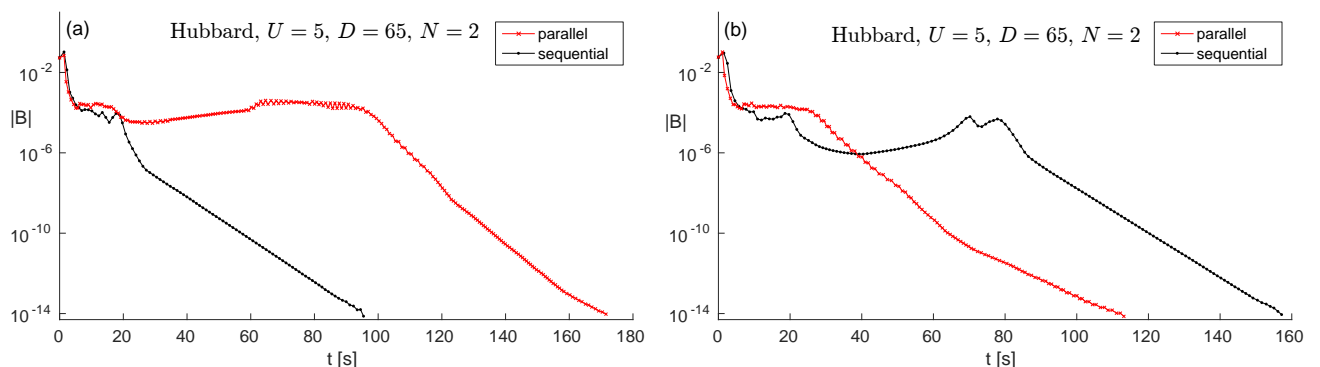 (a) Hubbard, U = 5, D = 65, N = 2
parallel
sequential
10^-2
|B|
10^-6
10^-10
10^-14
0 20 40 60 80 100 120 140 160 180
t [s]
(b) Hubbard, U = 5, D = 65, N = 2
parallel
sequential
10^-2
|B|
10^-6
10^-10
10^-14
0 20 40 60 80 100 120 140 160
t [s]